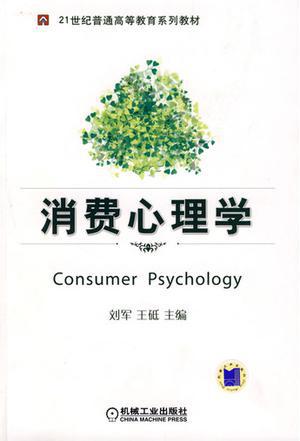 21世纪普通高等教育系列教材
消费心理学
Consumer Psychology
刘军 王砥 主编
机械工业出版社
CHINA MACHINE PRESS